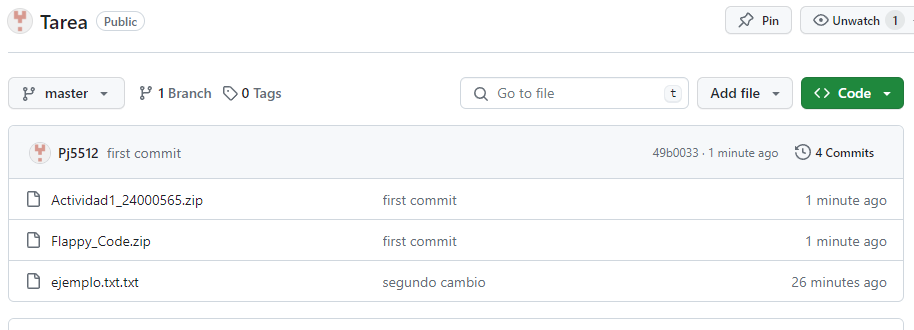 Tarea Public Pin Unwatch 1
master 1 Branch 0 Tags Go to file t Add file Code
Pj5512 first commit 49b0033 · 1 minute ago 4 Commits
Actividad1_24000565.zip first commit 1 minute ago
Flappy_Code.zip first commit 1 minute ago
ejemplo.txt.txt segundo cambio 26 minutes ago